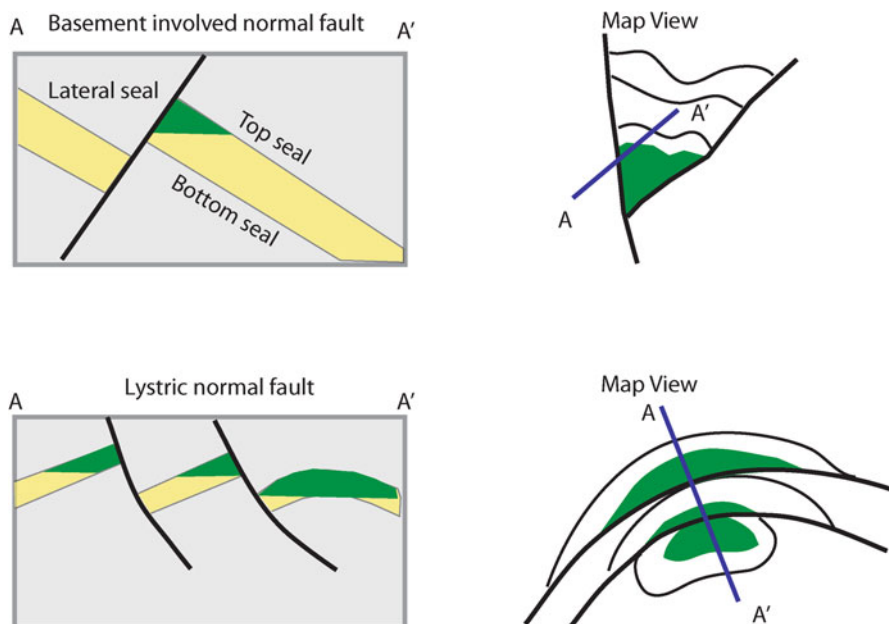 A
Basement involved normal fault
A'
Map View
Lateral seal
Top seal
Bottom seal
A'
A
Lystric normal fault
A
A'
Map View
A
A'